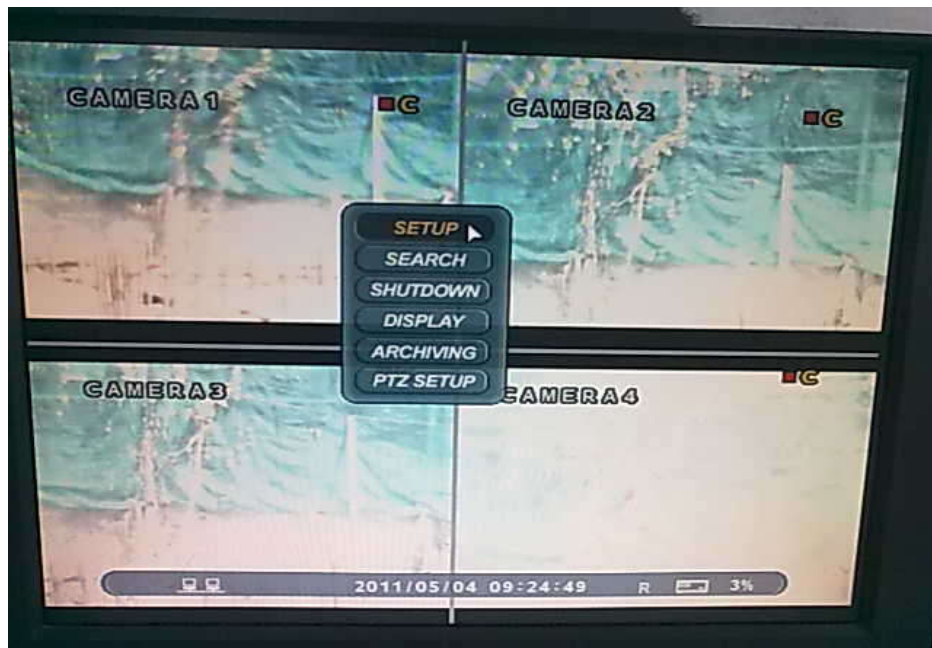 CAMERA1 C
CAMERA2 C
SETUP
SEARCH
SHUTDOWN
DISPLAY
ARCHIVING
PTZ SETUP
CAMERA3
CAMERA4 C
2011/05/04 09:24:49 R 3%